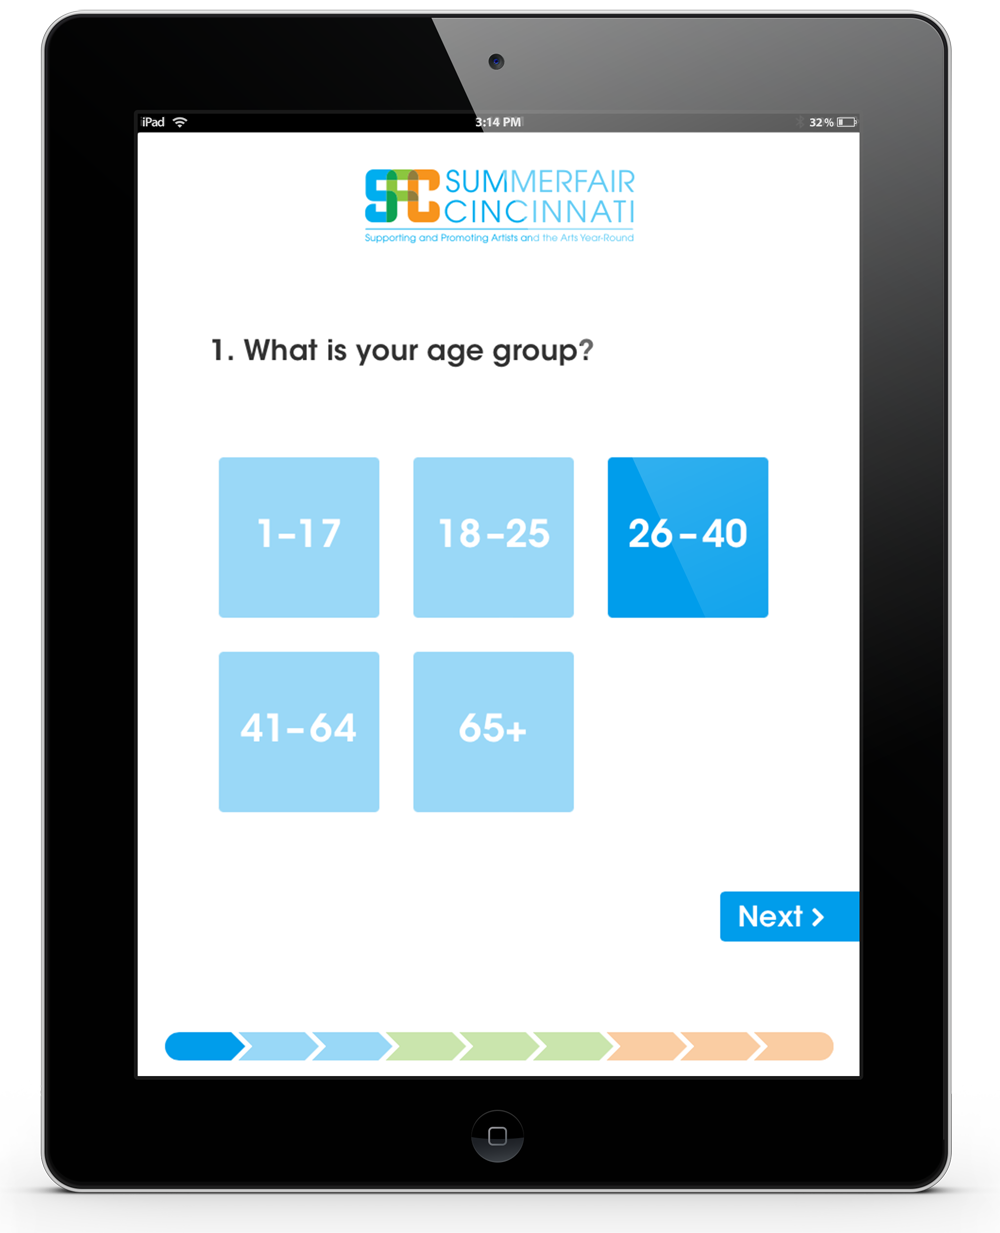 iPad 3:14 PM 32%
SFC SUMMERFAIR
CINCINNATI
Supporting and Promoting Artists and the Arts Year-Round
1. What is your age group?
1–17 18–25 26–40
41–64 65+
Next >